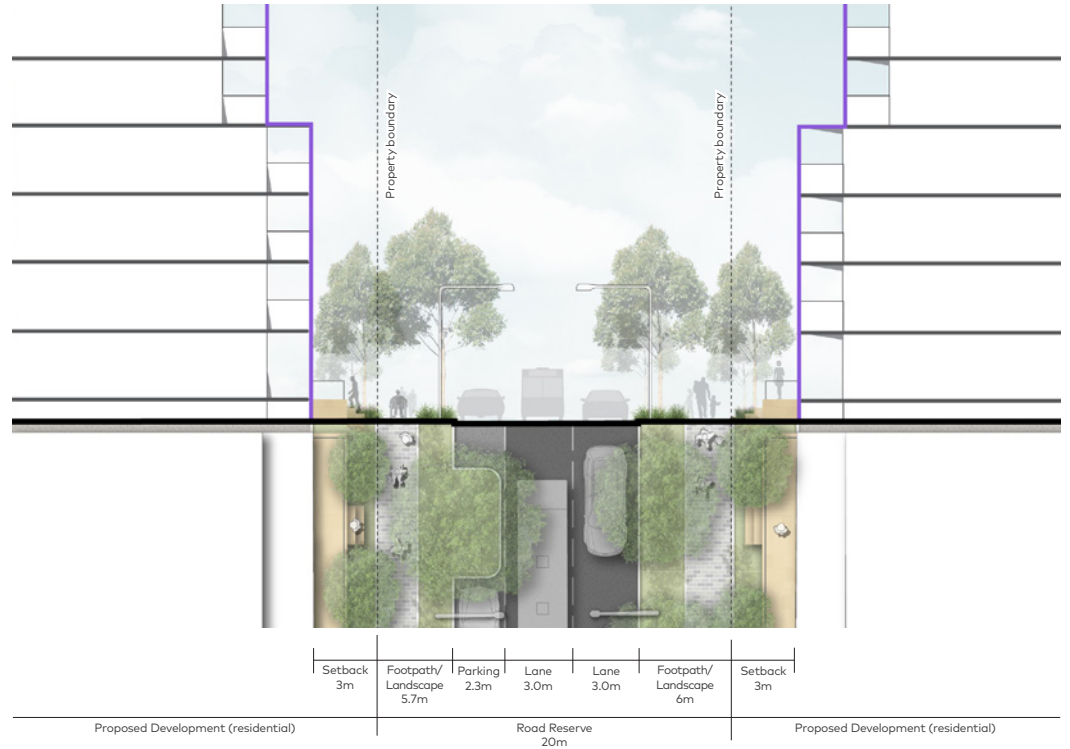 Property boundary
Property boundary
Setback
3m
Footpath/
Landscape
5.7m
Parking
2.3m
Lane
3.0m
Lane
3.0m
Footpath/
Landscape
6m
Setback
3m
Proposed Development (residential)
Road Reserve
20m
Proposed Development (residential)